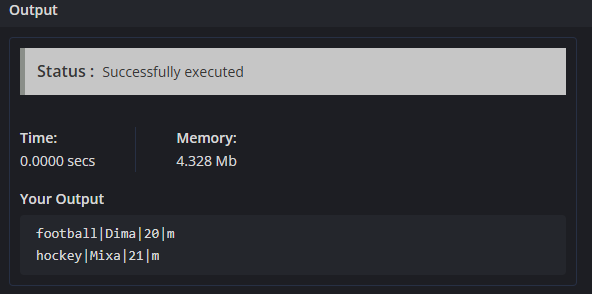 Output
Status : Successfully executed
Time: Memory:
0.0000 secs 4.328 Mb
Your Output
football|Dima|20|m
hockey|Mixa|21|m